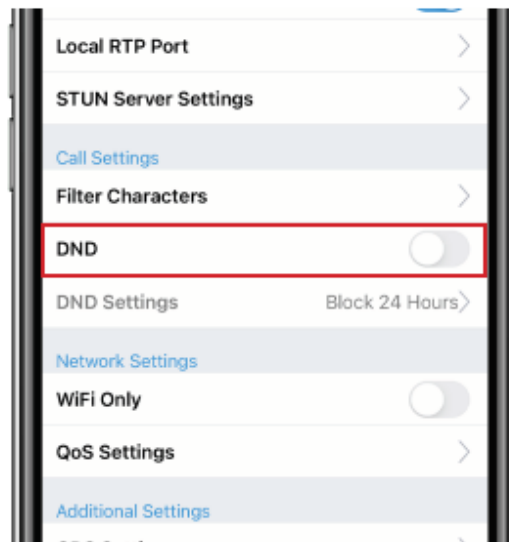 Local RTP Port
STUN Server Settings
Call Settings
Filter Characters
DND
DND Settings Block 24 Hours
Network Settings
WiFi Only
QoS Settings
Additional Settings